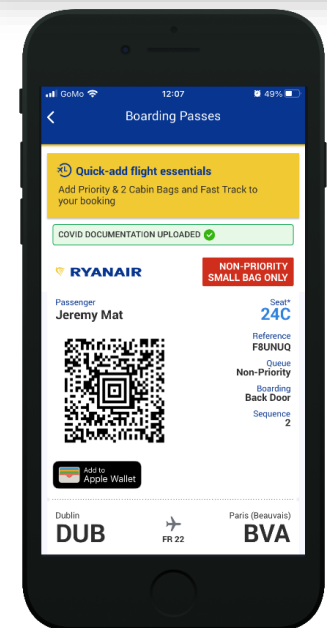 GoMo 12:07 49%
Boarding Passes
Quick-add flight essentials
Add Priority & 2 Cabin Bags and Fast Track to
your booking
COVID DOCUMENTATION UPLOADED
RYANAIR
NON-PRIORITY
SMALL BAG ONLY
Passenger
Jeremy Mat
Seat*
24C
Reference
F8UNUQ
Queue
Non-Priority
Boarding
Back Door
Sequence
2
Add to
Apple Wallet
Dublin
DUB
FR 22
Paris (Beauvais)
BVA